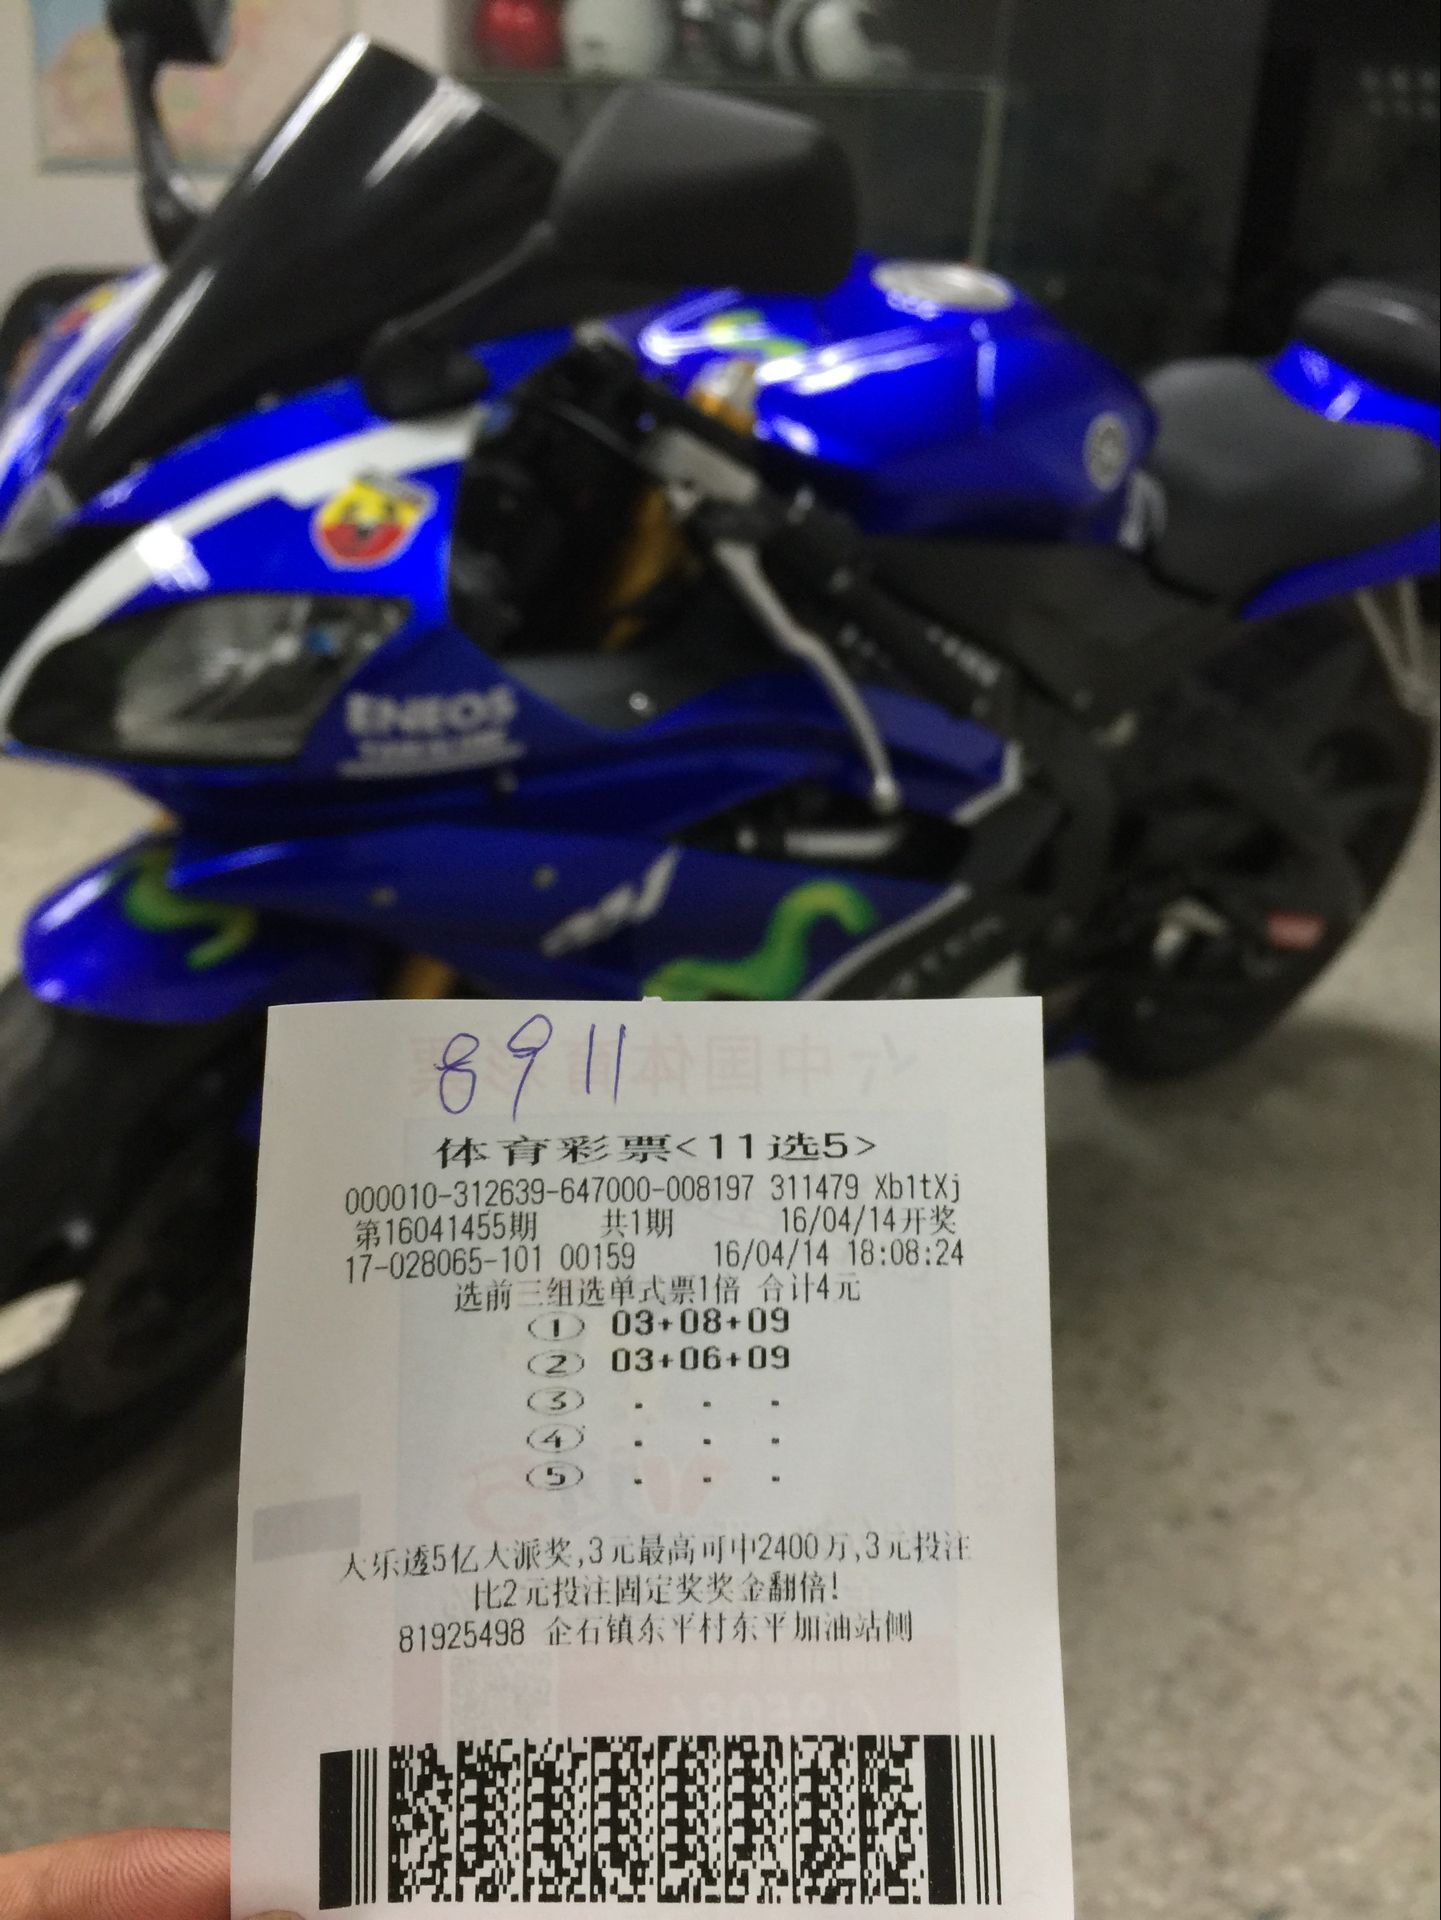 ENEOS
8 9 11
体育彩票<11选5>
000010-312639-647000-008197 311479 Xb1tXj
第16041455期 共1期 16/04/14开奖
17-028065-101 00159 16/04/14 18:08:24
选前三组选单式票1倍 合计4元
① 03+08+09
② 03+06+09
③ . . .
④ . . .
⑤ . . .
大乐透5亿大派奖,3元最高可中2400万,3元投注
比2元投注固定奖奖金翻倍!
81925498 企石镇东平村东平加油站侧